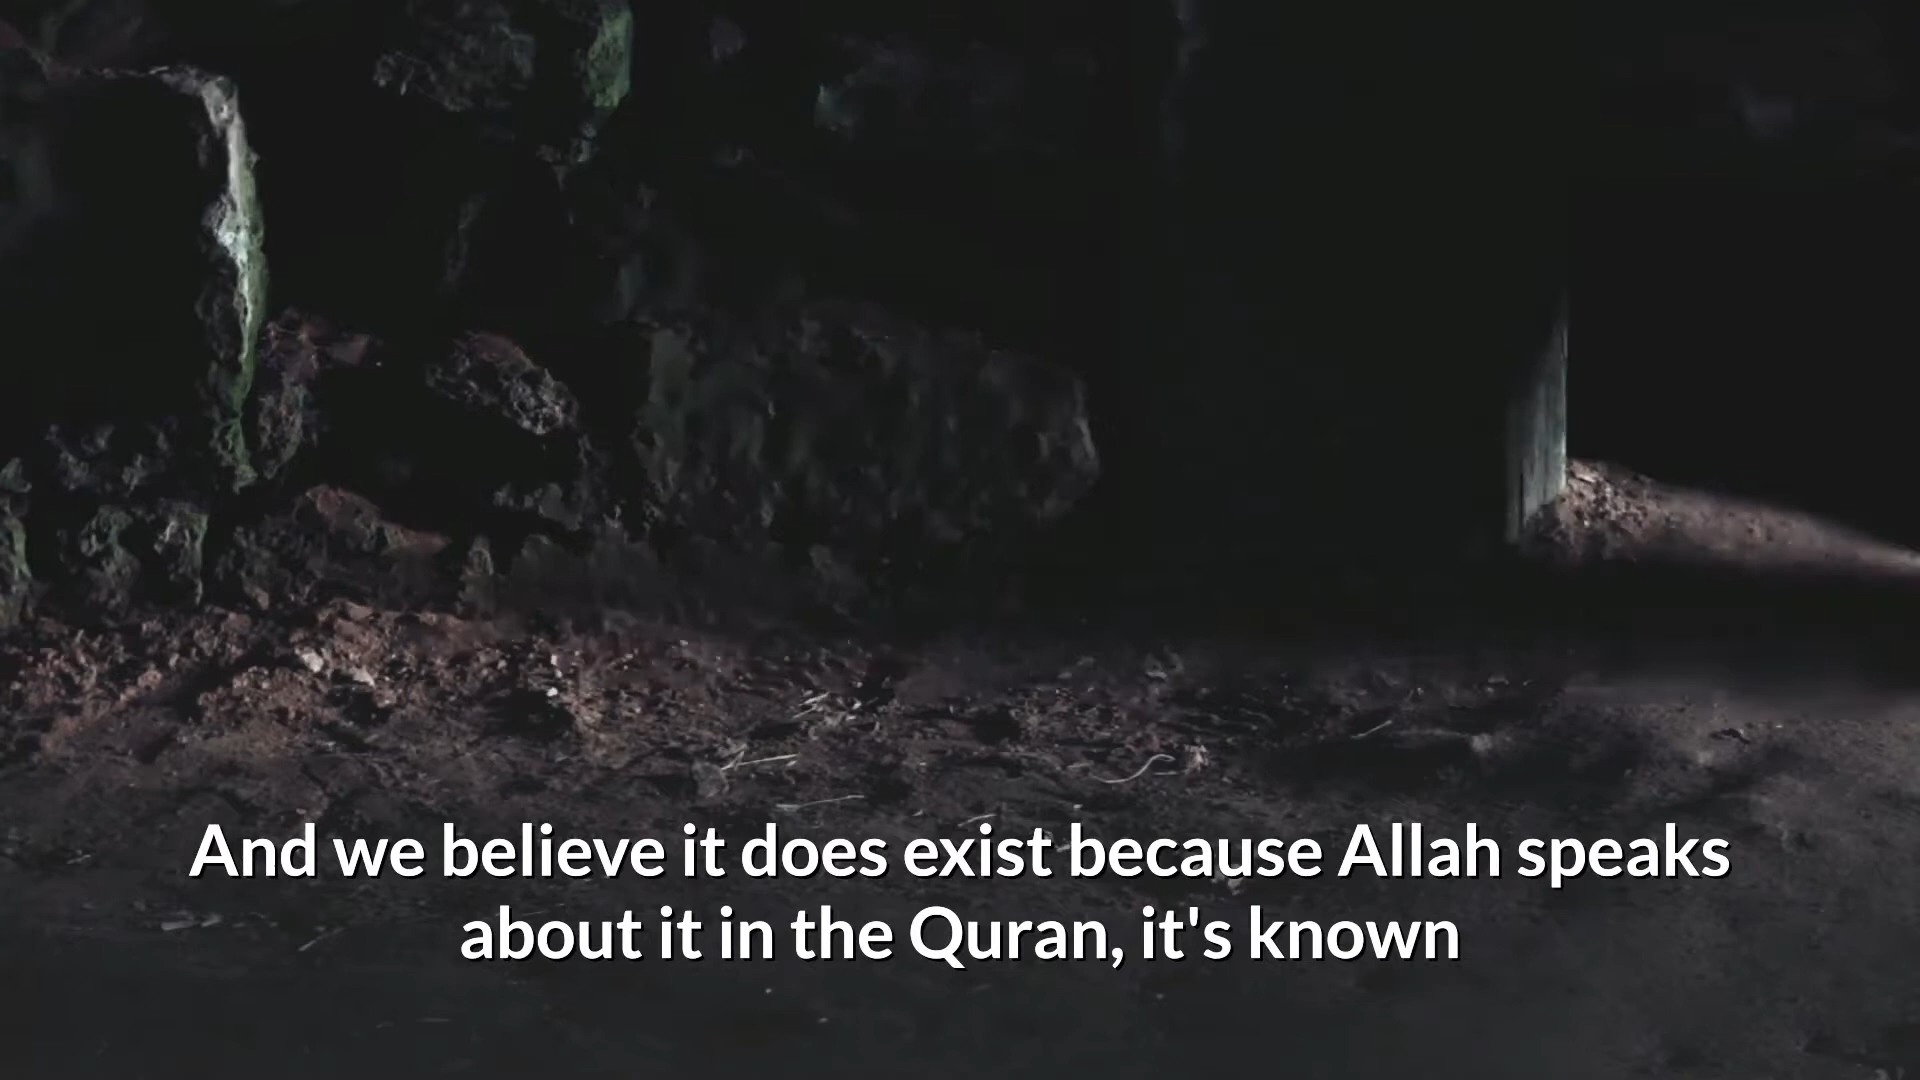 And we believe it does exist because Allah speaks
about it in the Quran, it's known